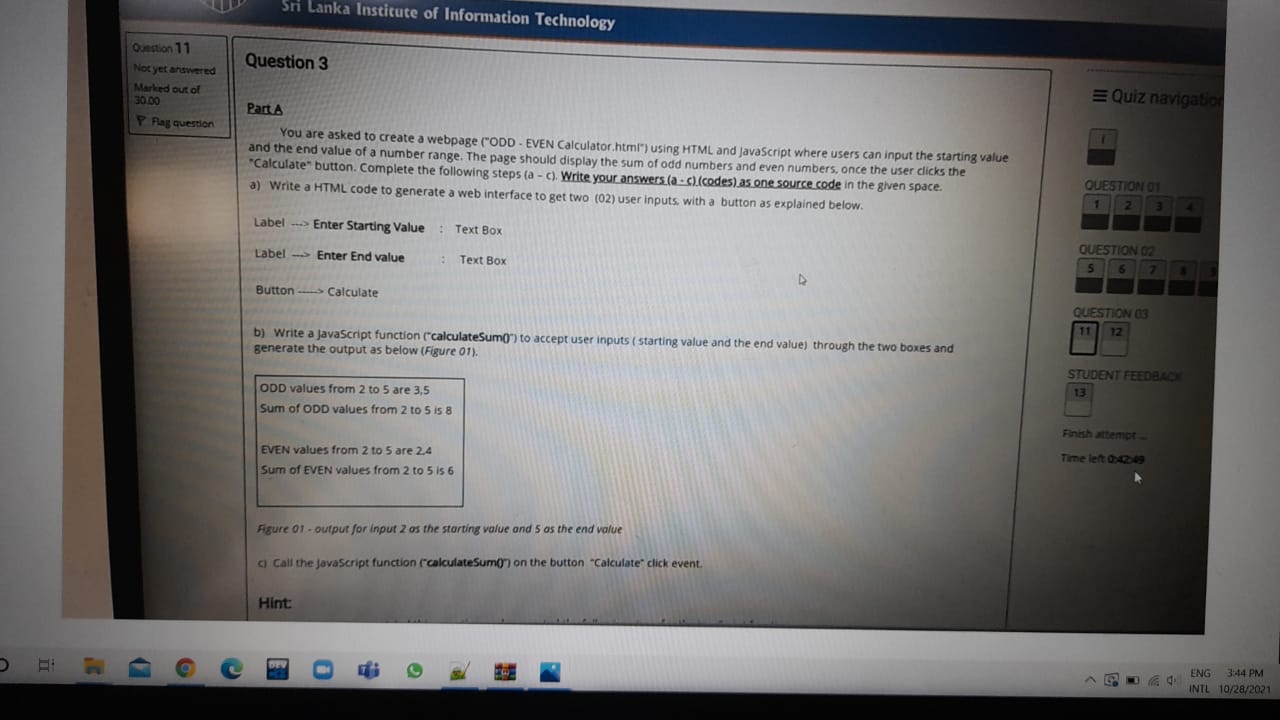 Sri Lanka Institute of Information Technology
Question 11
Not yet answered
Marked out of
30.00
Flag question
Question 3
Part A
You are asked to create a webpage ("ODD - EVEN Calculator.html") using HTML and JavaScript where users can input the starting value
and the end value of a number range. The page should display the sum of odd numbers and even numbers, once the user clicks the
"Calculate" button. Complete the following steps (a – c). Write your answers (a - c) (codes) as one source code in the given space.
a) Write a HTML code to generate a web interface to get two (02) user inputs, with a button as explained below.
Label ---> Enter Starting Value : Text Box
Label ---> Enter End value : Text Box
Button -----> Calculate
b) Write a JavaScript function ("calculateSum()") to accept user inputs ( starting value and the end value) through the two boxes and
generate the output as below (Figure 01).
ODD values from 2 to 5 are 3,5
Sum of ODD values from 2 to 5 is 8
EVEN values from 2 to 5 are 2,4
Sum of EVEN values from 2 to 5 is 6
Figure 01 - output for input 2 as the starting value and 5 as the end value
c) Call the JavaScript function ("calculateSum()") on the button "Calculate" click event.
Hint:
Quiz navigation
i
QUESTION 01
1 2 3 4
QUESTION 02
5 6 7 8 9
QUESTION 03
11 12
STUDENT FEEDBACK
13
Finish attempt ...
Time left 0:42:49
DEV
ENG 3:44 PM
INTL 10/28/2021